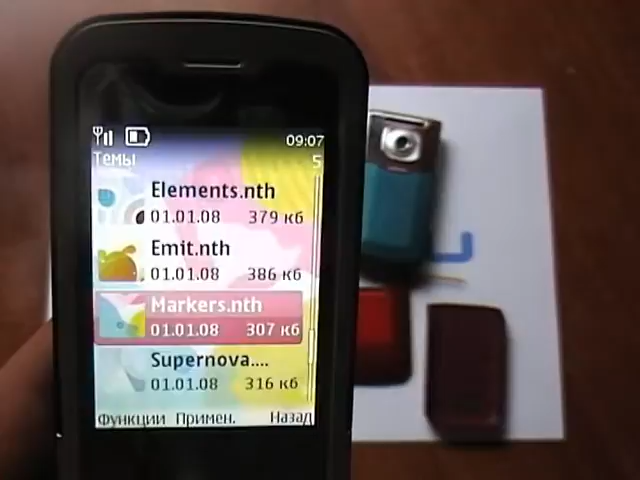 09:07
Темы 5
Elements.nth
01.01.08 379 кб
Emit.nth
01.01.08 386 кб
Markers.nth
01.01.08 307 кб
Supernova....
01.01.08 316 кб
Функции Примен. Назад